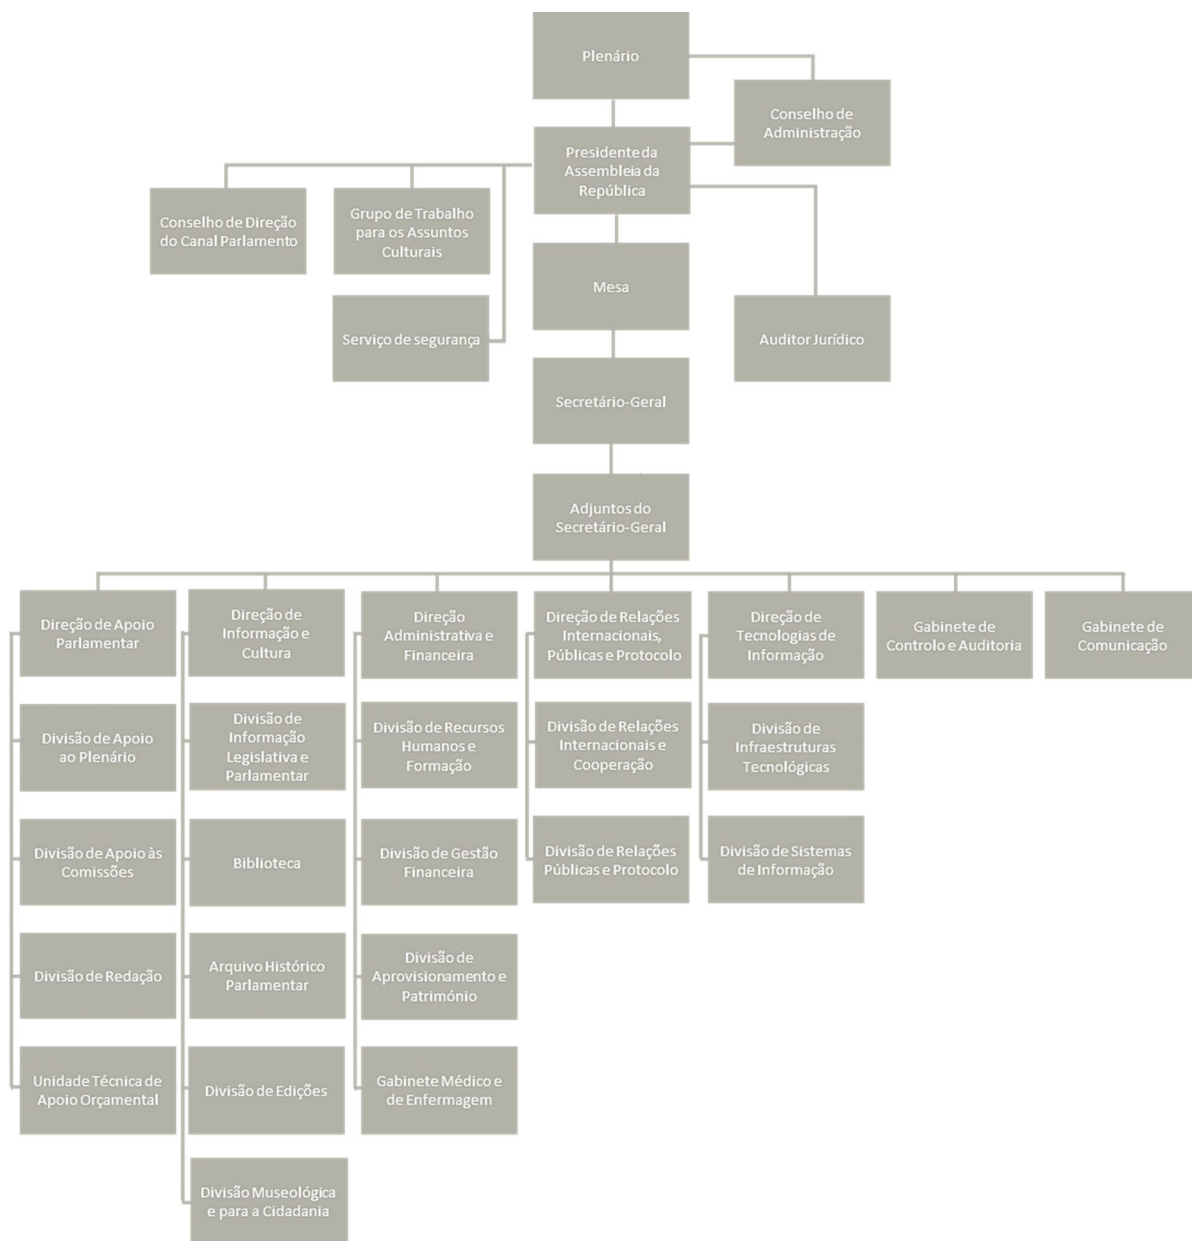 Plenário
Conselho de
Administração
Presidente da
Assembleia da
República
Conselho de Direção
do Canal Parlamento
Grupo de Trabalho
para os Assuntos
Culturais
Mesa
Serviço de segurança
Auditor Jurídico
Secretário-Geral
Adjuntos do
Secretário-Geral
Direção de Apoio
Parlamentar
Direção de
Informação e
Cultura
Direção
Administrativa e
Financeira
Direção de Relações
Internacionais,
Públicas e Protocolo
Direção de
Tecnologias de
Informação
Gabinete de
Controlo e Auditoria
Gabinete de
Comunicação
Divisão de Apoio
ao Plenário
Divisão de
Informação
Legislativa e
Parlamentar
Divisão de Recursos
Humanos e
Formação
Divisão de Relações
Internacionais e
Cooperação
Divisão de
Infraestruturas
Tecnológicas
Divisão de Apoio às
Comissões
Biblioteca
Divisão de Gestão
Financeira
Divisão de Relações
Públicas e Protocolo
Divisão de Sistemas
de Informação
Divisão de Redação
Arquivo Histórico
Parlamentar
Divisão de
Aprovisionamento e
Património
Unidade Técnica de
Apoio Orçamental
Divisão de Edições
Gabinete Médico e
de Enfermagem
Divisão Museológica
e para a Cidadania